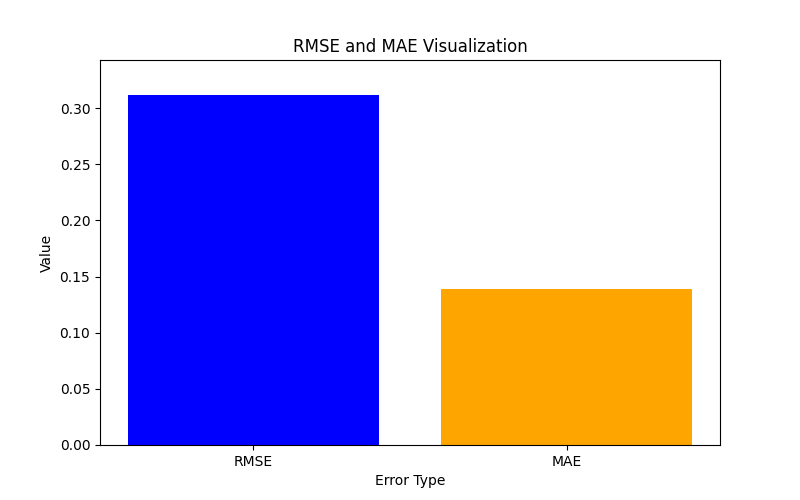 RMSE and MAE Visualization
Value
0.30
0.25
0.20
0.15
0.10
0.05
0.00
RMSE
MAE
Error Type